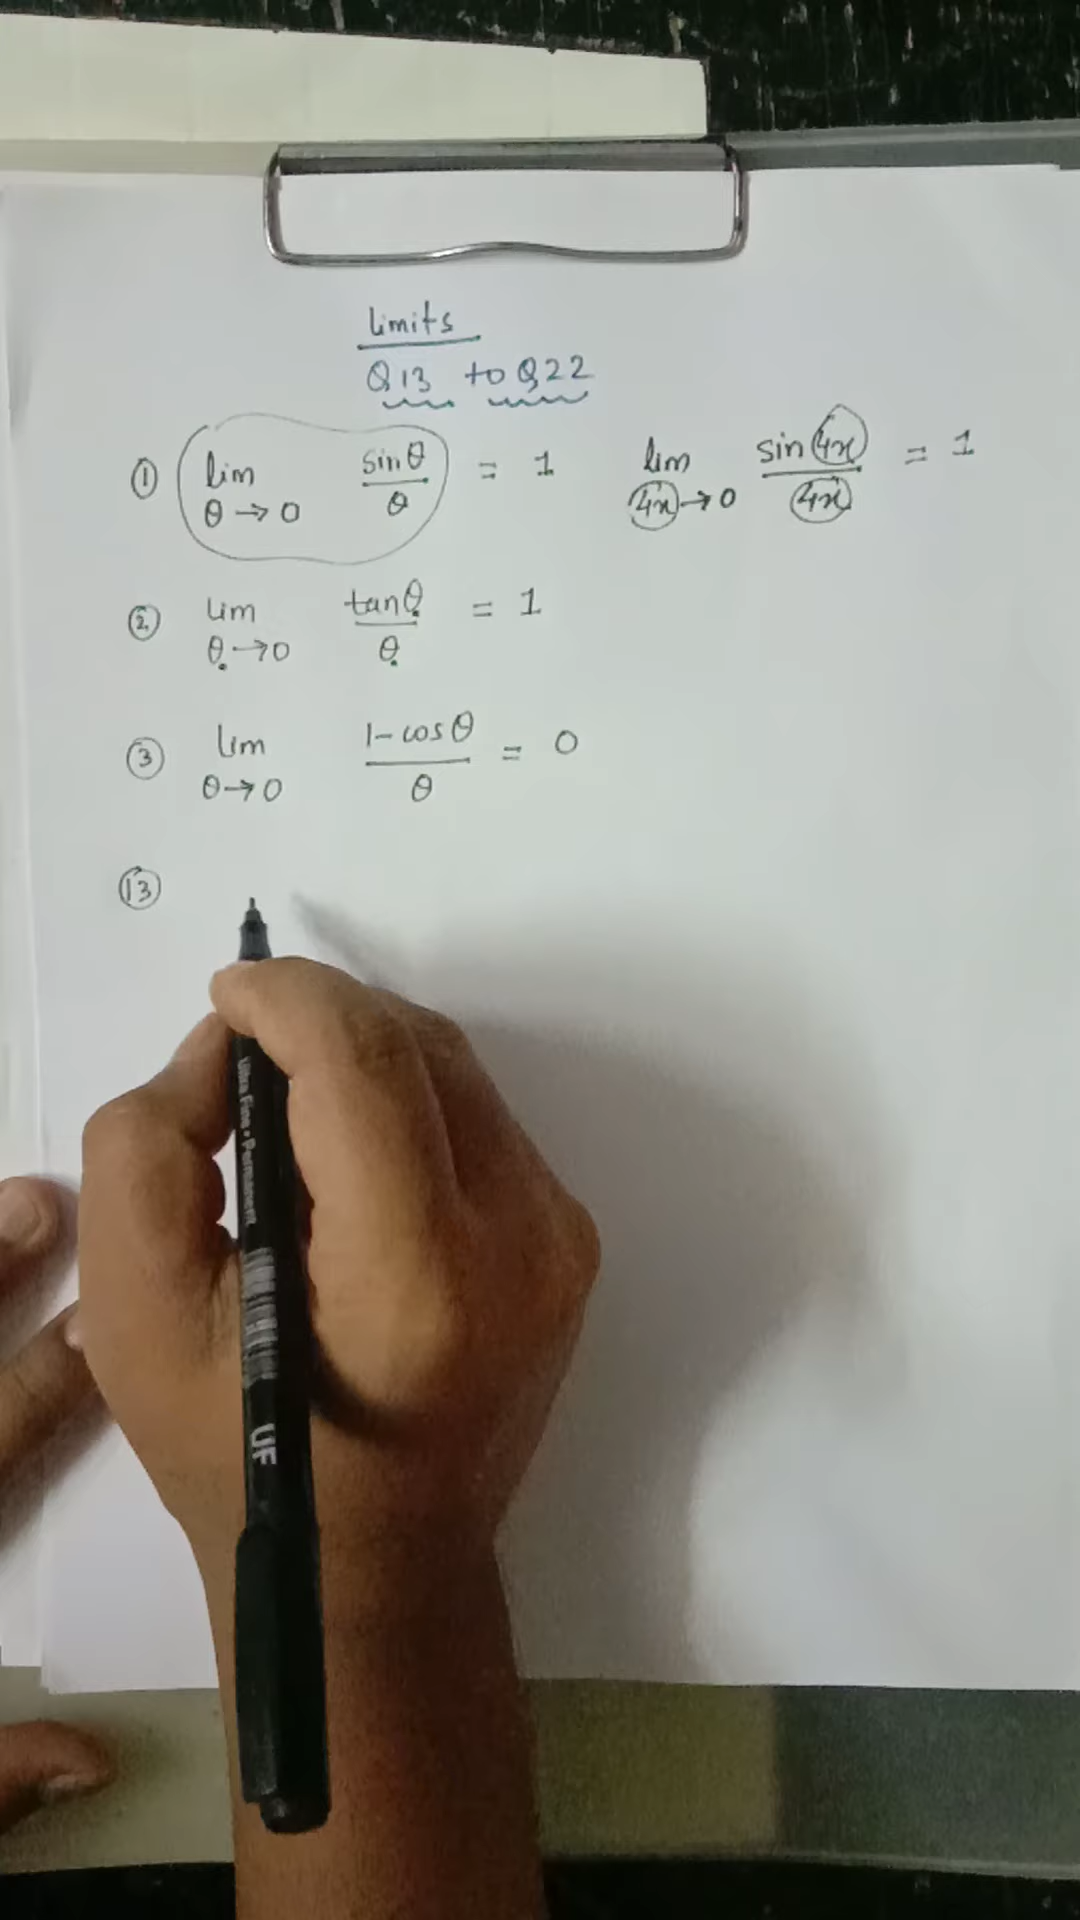 Limits
Q13 to Q22
① lim θ→0 sinθ/θ = 1 lim 4x→0 sin 4x/4x = 1
② lim θ→0 tanθ/θ = 1
③ lim θ→0 1-cosθ/θ = 0
⑬
Ultra Fine • Permanent
UF